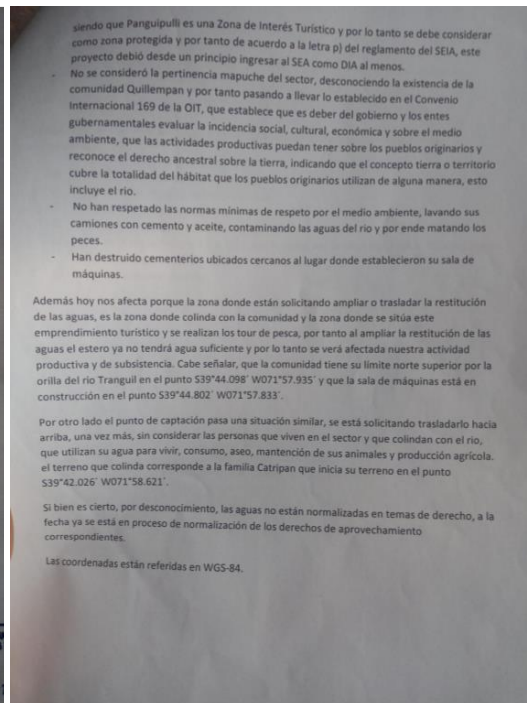 siendo que Panguipulli es una Zona de Interés Turístico y por lo tanto se debe considerar
como zona protegida y por tanto de acuerdo a la letra p) del reglamento del SEIA, este
proyecto debió desde un principio ingresar al SEA como DIA al menos.
- No se consideró la pertinencia mapuche del sector, desconociendo la existencia de la
comunidad Quillempan y por tanto pasando a llevar lo establecido en el Convenio
Internacional 169 de la OIT, que establece que es deber del gobierno y los entes
gubernamentales evaluar la incidencia social, cultural, económica y sobre el medio
ambiente, que las actividades productivas puedan tener sobre los pueblos originarios y
reconoce el derecho ancestral sobre la tierra, indicando que el concepto tierra o territorio
cubre la totalidad del hábitat que los pueblos originarios utilizan de alguna manera, esto
incluye el rio.
- No han respetado las normas mínimas de respeto por el medio ambiente, lavando sus
camiones con cemento y aceite, contaminando las aguas del rio y por ende matando los
peces.
- Han destruido cementerios ubicados cercanos al lugar donde establecieron su sala de
máquinas.
Además hoy nos afecta porque la zona donde están solicitando ampliar o trasladar la restitución
de las aguas, es la zona donde colinda con la comunidad y la zona donde se sitúa este
emprendimiento turístico y se realizan los tour de pesca, por tanto al ampliar la restitución de las
aguas el estero ya no tendrá agua suficiente y por lo tanto se verá afectada nuestra actividad
productiva y de subsistencia. Cabe señalar, que la comunidad tiene su límite norte superior por la
orilla del rio Tranguil en el punto S39°44.098´ W071°57.935´ y que la sala de máquinas está en
construcción en el punto S39°44.802´ W071°57.833´.
Por otro lado el punto de captación pasa una situación similar, se está solicitando trasladarlo hacia
arriba, una vez más, sin considerar las personas que viven en el sector y que colindan con el rio,
que utilizan su agua para vivir, consumo, aseo, mantención de sus animales y producción agrícola.
el terreno que colinda corresponde a la familia Catripan que inicia su terreno en el punto
S39°42.026´ W071°58.621´.
Si bien es cierto, por desconocimiento, las aguas no están normalizadas en temas de derecho, a la
fecha ya se está en proceso de normalización de los derechos de aprovechamiento
correspondientes.
Las coordenadas están referidas en WGS-84.